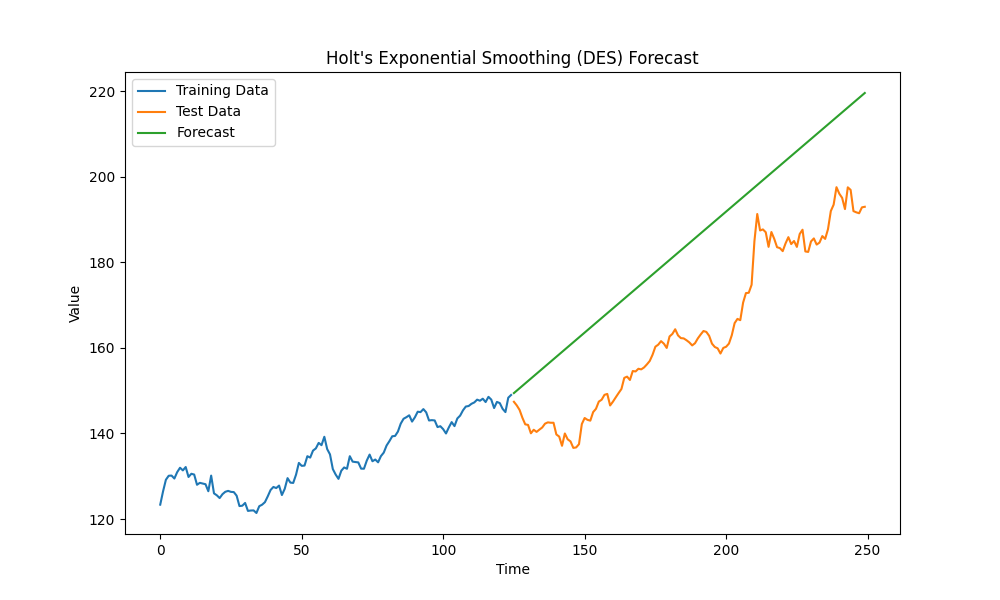 Holt's Exponential Smoothing (DES) Forecast
Training Data
Test Data
Forecast
220
200
180
160
140
120
Value
0 50 100 150 200 250
Time